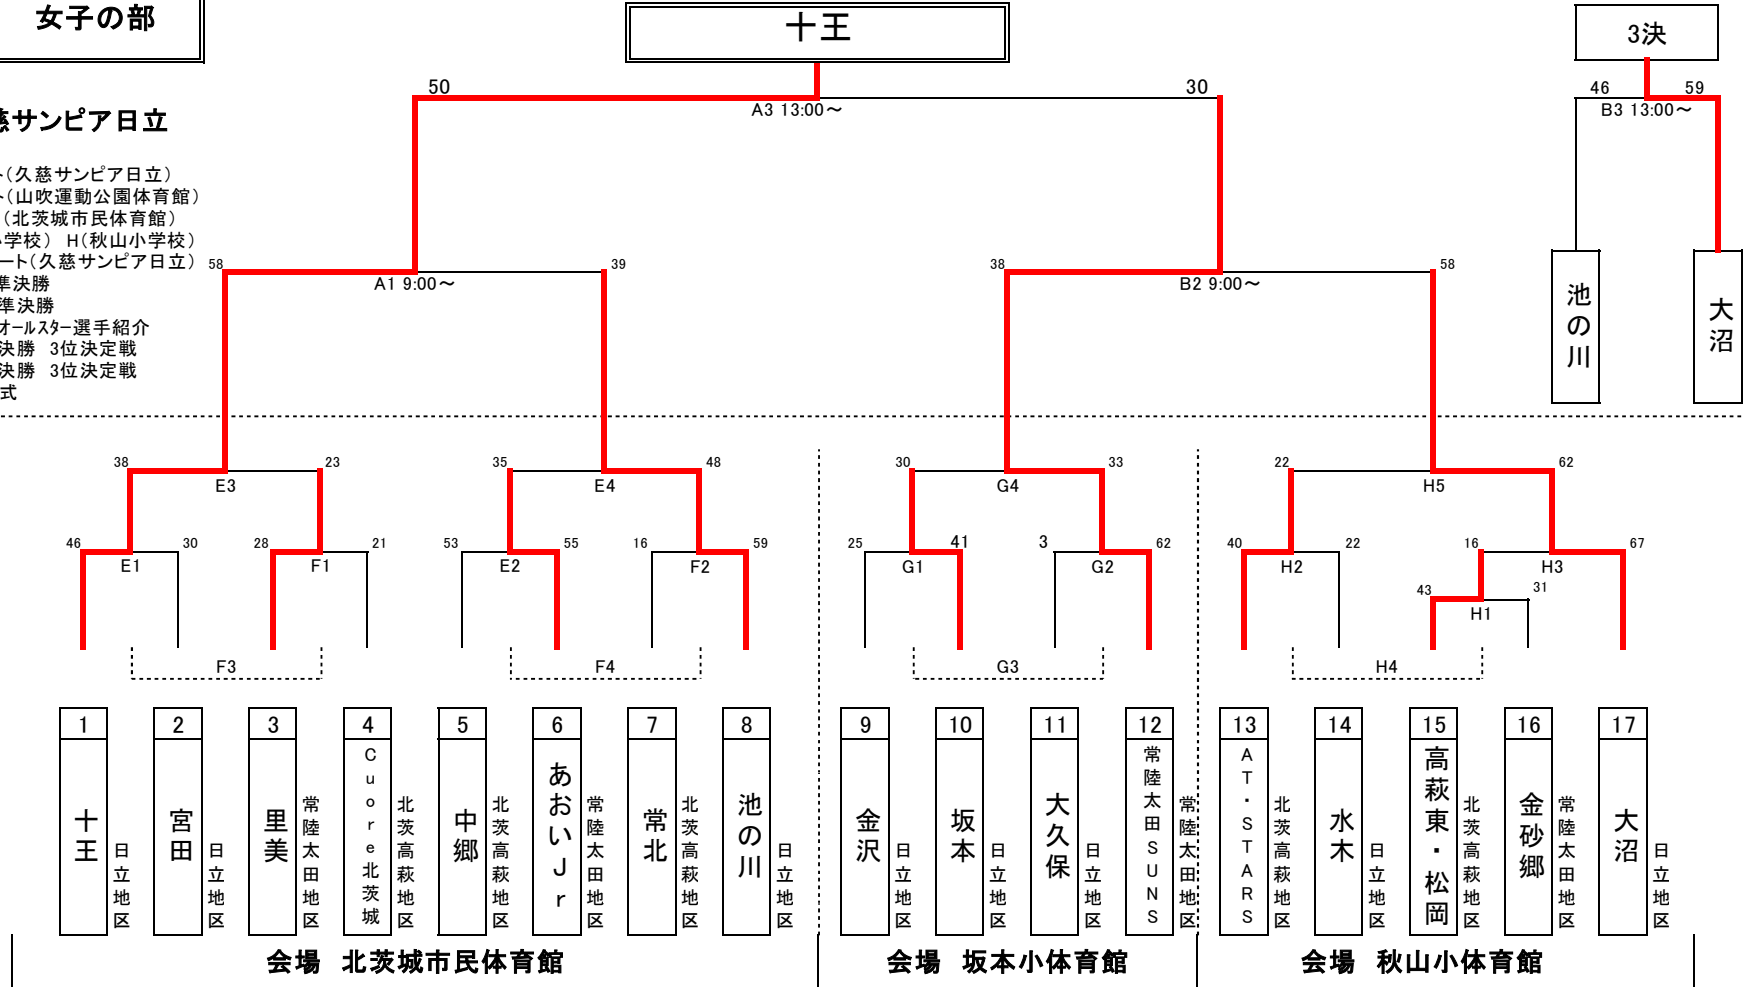 女子の部
十王
3決
50
30
A3 13:00～
46
59
B3 13:00～
慈サンピア日立
ト(久慈サンピア日立)
ト(山吹運動公園体育館)
(北茨城市民体育館)
小学校) H(秋山小学校)
ート(久慈サンピア日立)
準決勝
準決勝
オールスター選手紹介
決勝 3位決定戦
決勝 3位決定戦
式
58
39
A1 9:00～
38
58
B2 9:00～
池の川
大沼
38
23
E3
35
48
E4
30
33
G4
22
62
H5
46
30
E1
28
21
F1
53
55
E2
16
59
F2
25
41
G1
3
62
G2
40
22
H2
16
67
H3
43
31
H1
F3
F4
G3
H4
1
十王
日立地区
2
宮田
日立地区
3
里美
常陸太田地区
4
Cuore北茨城
北茨高萩地区
5
中郷
北茨高萩地区
6
あおいJr
常陸太田地区
7
常北
北茨高萩地区
8
池の川
日立地区
9
金沢
日立地区
10
坂本
日立地区
11
大久保
日立地区
12
常陸太田SUNS
常陸太田地区
13
AT・STARS
北茨高萩地区
14
水木
日立地区
15
高萩東・松岡
北茨高萩地区
16
金砂郷
常陸太田地区
17
大沼
日立地区
会場 北茨城市民体育館
会場 坂本小体育館
会場 秋山小体育館